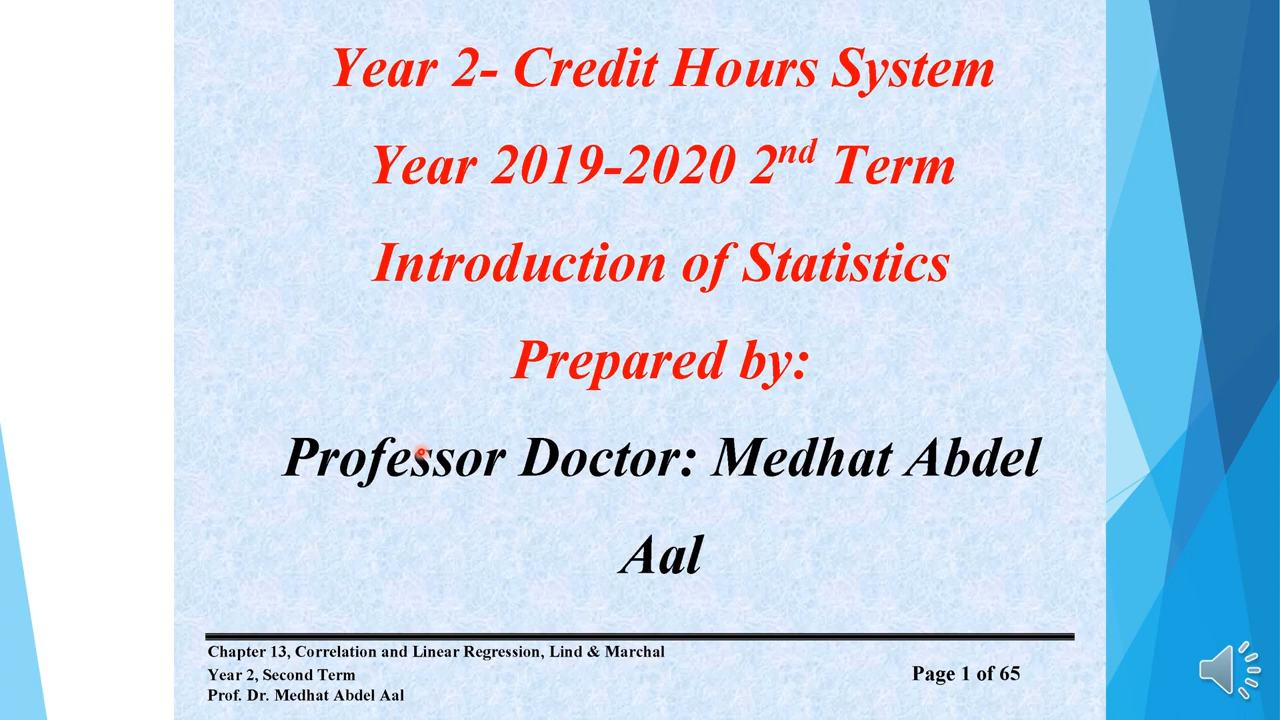 Year 2- Credit Hours System
Year 2019-2020 2nd Term
Introduction of Statistics
Prepared by:
Professor Doctor: Medhat Abdel
Aal
Chapter 13, Correlation and Linear Regression, Lind & Marchal
Year 2, Second Term
Page 1 of 65
Prof. Dr. Medhat Abdel Aal